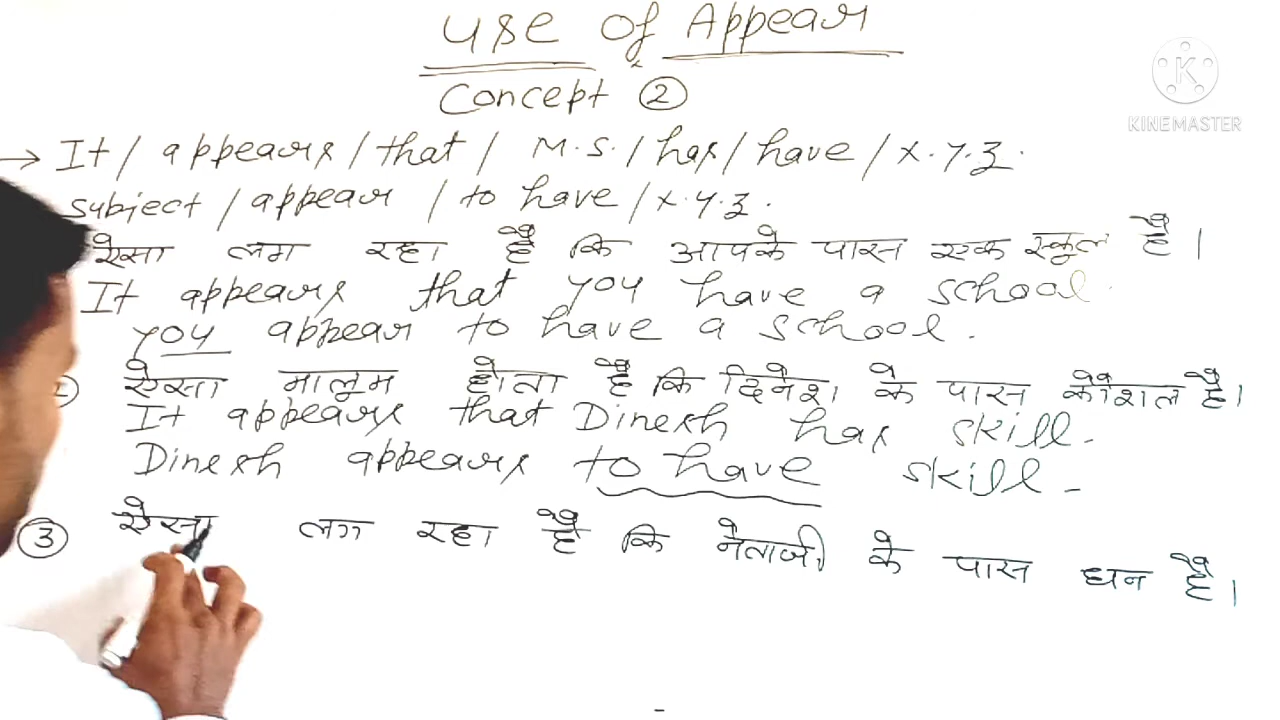 Use of Appear
Concept ②
KINEMASTER
→ It / appears / that / M.S. / has / have / x.y.z.
Subject / appear / to have / x.y.z.
ऐसा लग रहा है कि आपके पास एक स्कूल है।
It appears that you have a school.
you appear to have a school.
ऐसा मालूम होता है कि दिनेश के पास कौशल है।
It appears that Dinesh has skill.
Dinesh appears to have skill.
③ ऐसा लग रहा है कि नेताजी के पास धन है।